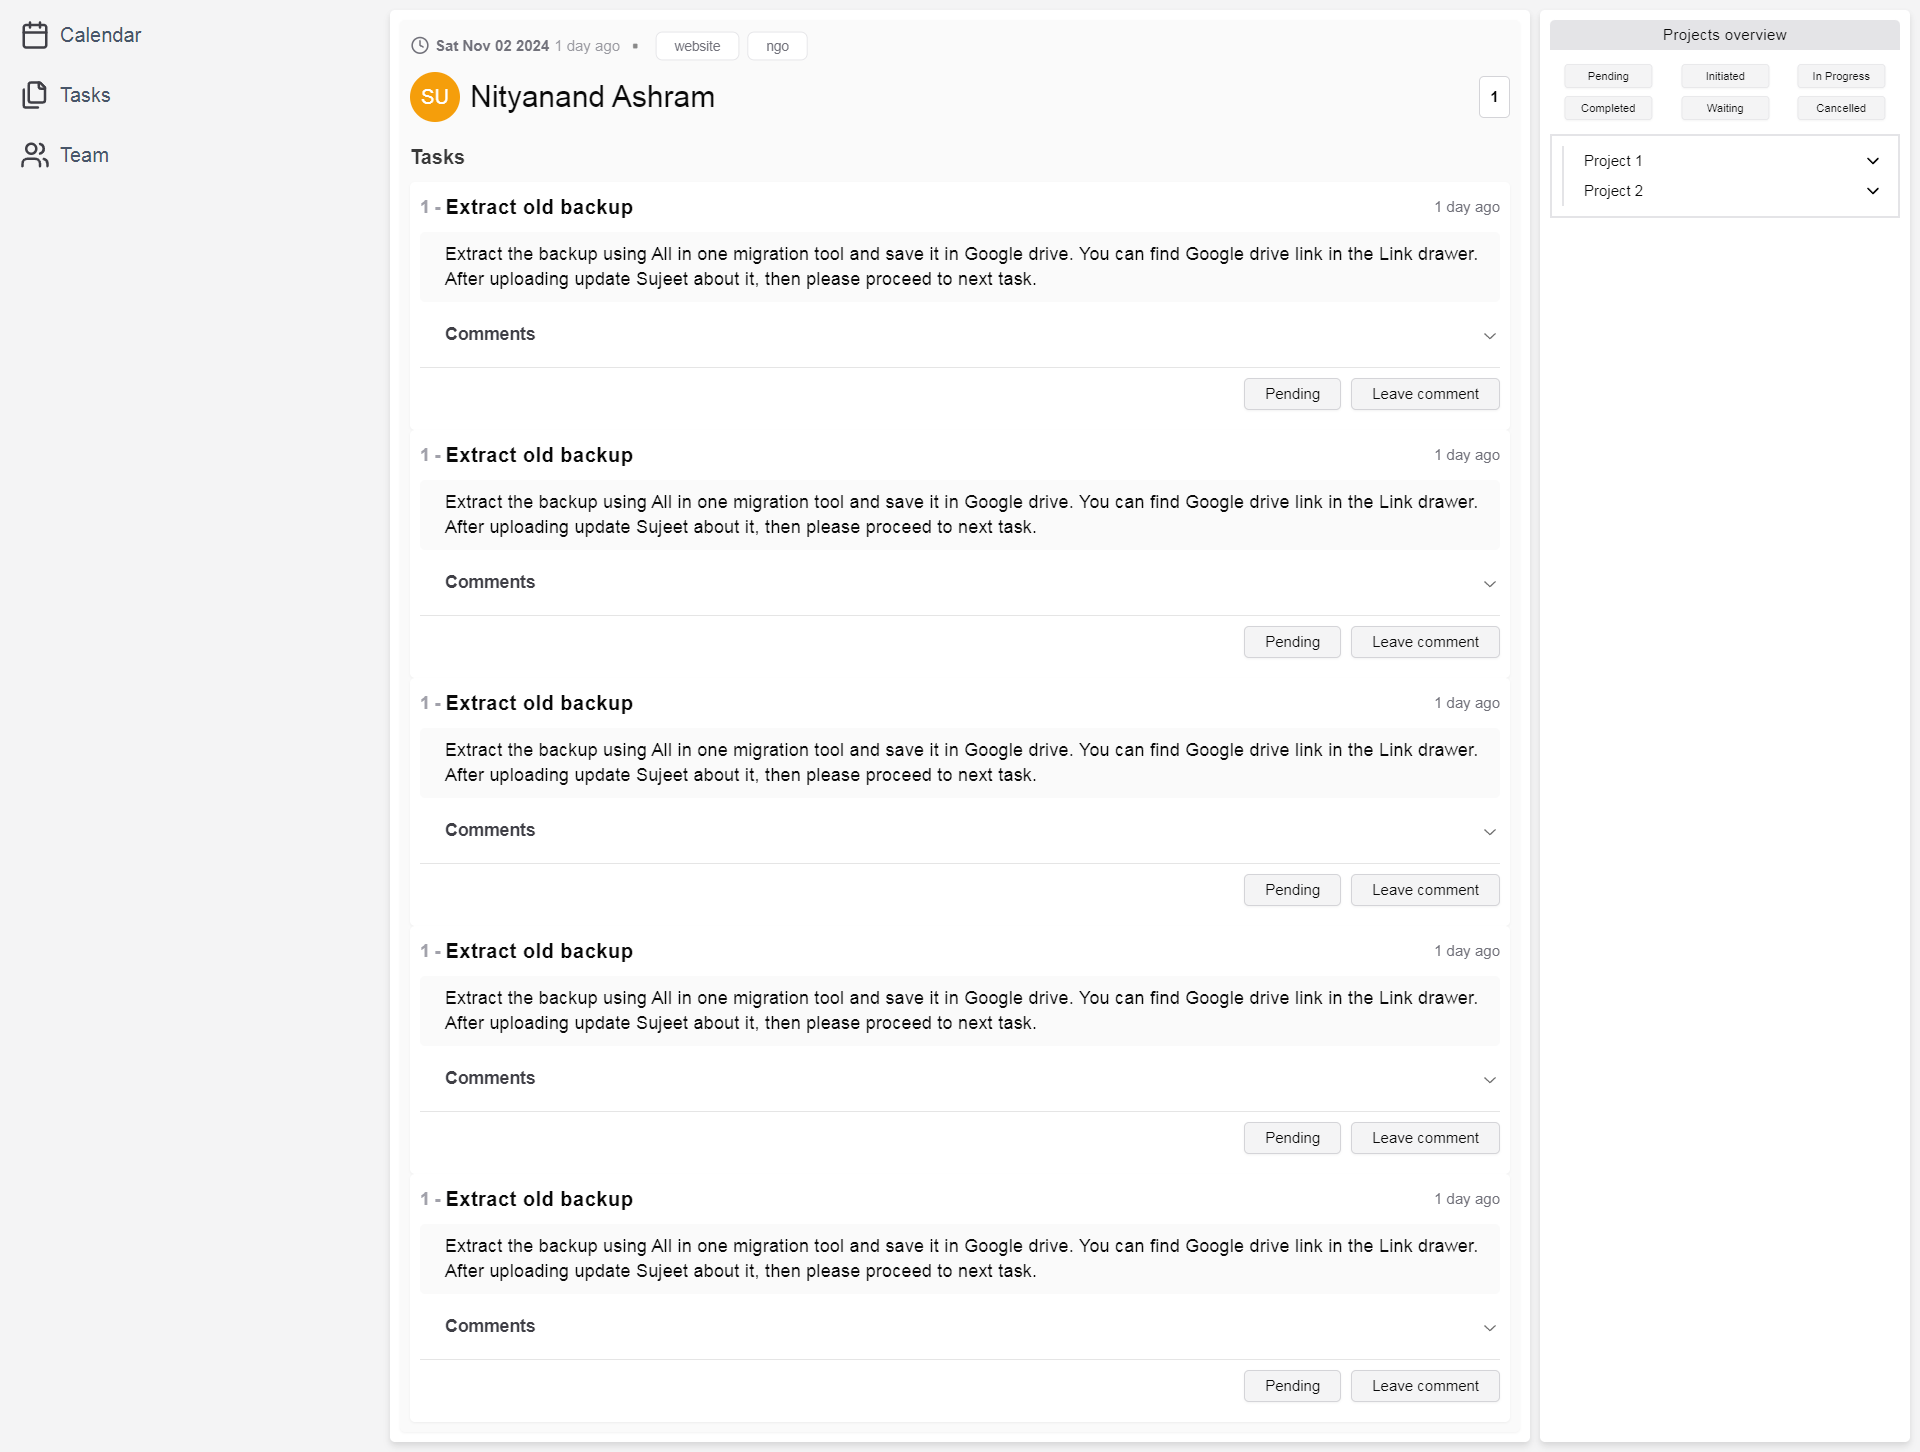 Calendar
Tasks
Team
Sat Nov 02 2024 1 day ago ▪ website ngo
SU Nityanand Ashram 1
Tasks
1 - Extract old backup 1 day ago
Extract the backup using All in one migration tool and save it in Google drive. You can find Google drive link in the Link drawer.
After uploading update Sujeet about it, then please proceed to next task.
Comments
Pending Leave comment
1 - Extract old backup 1 day ago
Extract the backup using All in one migration tool and save it in Google drive. You can find Google drive link in the Link drawer.
After uploading update Sujeet about it, then please proceed to next task.
Comments
Pending Leave comment
1 - Extract old backup 1 day ago
Extract the backup using All in one migration tool and save it in Google drive. You can find Google drive link in the Link drawer.
After uploading update Sujeet about it, then please proceed to next task.
Comments
Pending Leave comment
1 - Extract old backup 1 day ago
Extract the backup using All in one migration tool and save it in Google drive. You can find Google drive link in the Link drawer.
After uploading update Sujeet about it, then please proceed to next task.
Comments
Pending Leave comment
1 - Extract old backup 1 day ago
Extract the backup using All in one migration tool and save it in Google drive. You can find Google drive link in the Link drawer.
After uploading update Sujeet about it, then please proceed to next task.
Comments
Pending Leave comment
Projects overview
Pending Initiated In Progress
Completed Waiting Cancelled
Project 1
Project 2